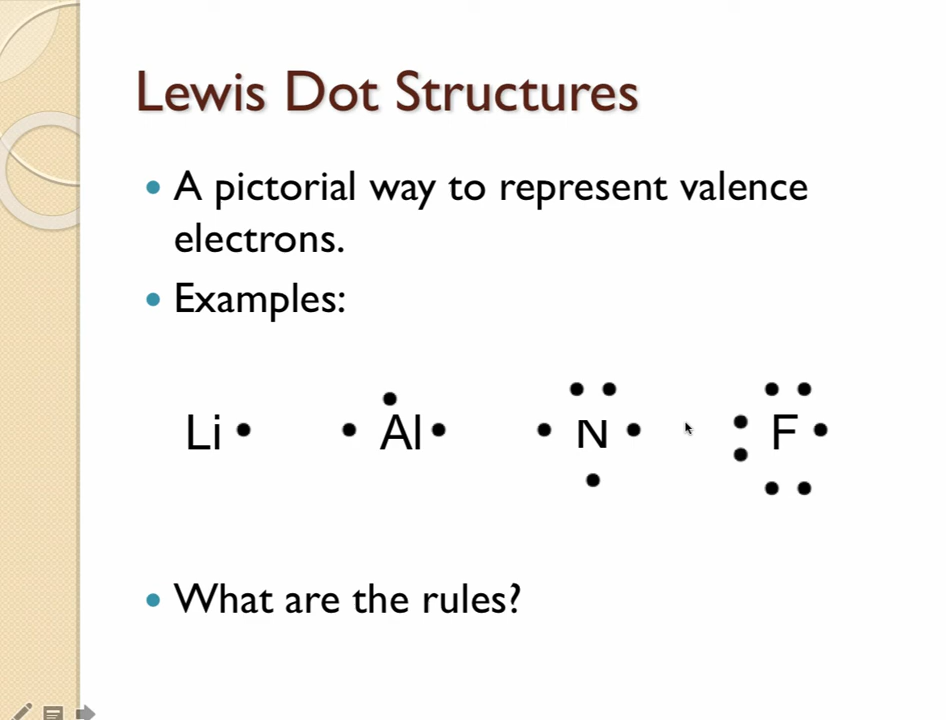 Lewis Dot Structures
• A pictorial way to represent valence
electrons.
• Examples:
Li Al N F
• What are the rules?